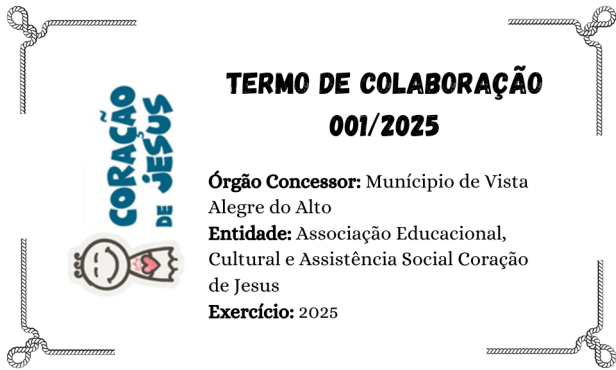 CORAÇÃO
DE JESUS
TERMO DE COLABORAÇÃO
001/2025
Órgão Concessor: Munícipio de Vista
Alegre do Alto
Entidade: Associação Educacional,
Cultural e Assistência Social Coração
de Jesus
Exercício: 2025